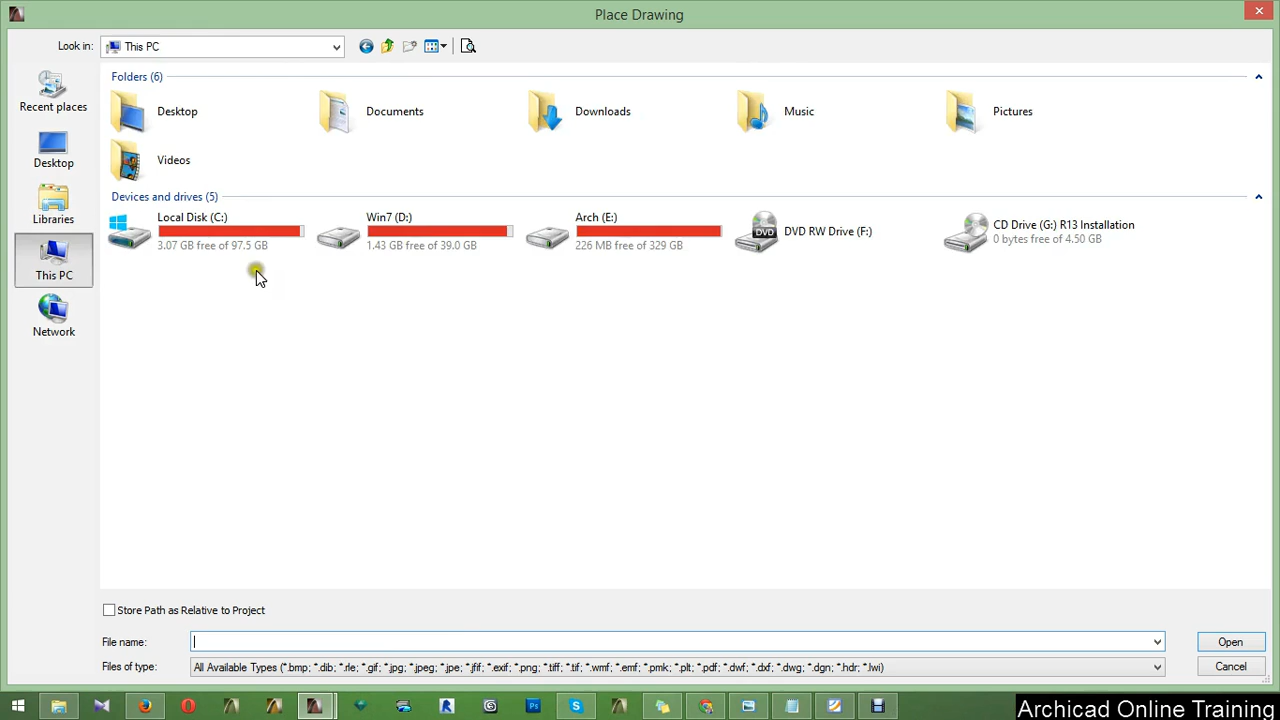 Place Drawing
Look in:
This PC
Recent places
Desktop
Libraries
This PC
Network
Folders (6)
Desktop
Documents
Downloads
Music
Pictures
Videos
Devices and drives (5)
Local Disk (C:)
3.07 GB free of 97.5 GB
Win7 (D:)
1.43 GB free of 39.0 GB
Arch (E:)
226 MB free of 329 GB
DVD RW Drive (F:)
CD Drive (G:) R13 Installation
0 bytes free of 4.50 GB
Store Path as Relative to Project
File name:
Open
Files of type:
All Available Types (*.bmp; *.dib; *.rle; *.gif; *.jpg; *.jpeg; *.jpe; *.jfif; *.exif; *.png; *.tiff; *.tif; *.wmf; *.emf; *.pmk; *.plt; *.pdf; *.dwf; *.dxf; *.dwg; *.dgn; *.hdr; *.lwi)
Cancel
Archicad Online Training